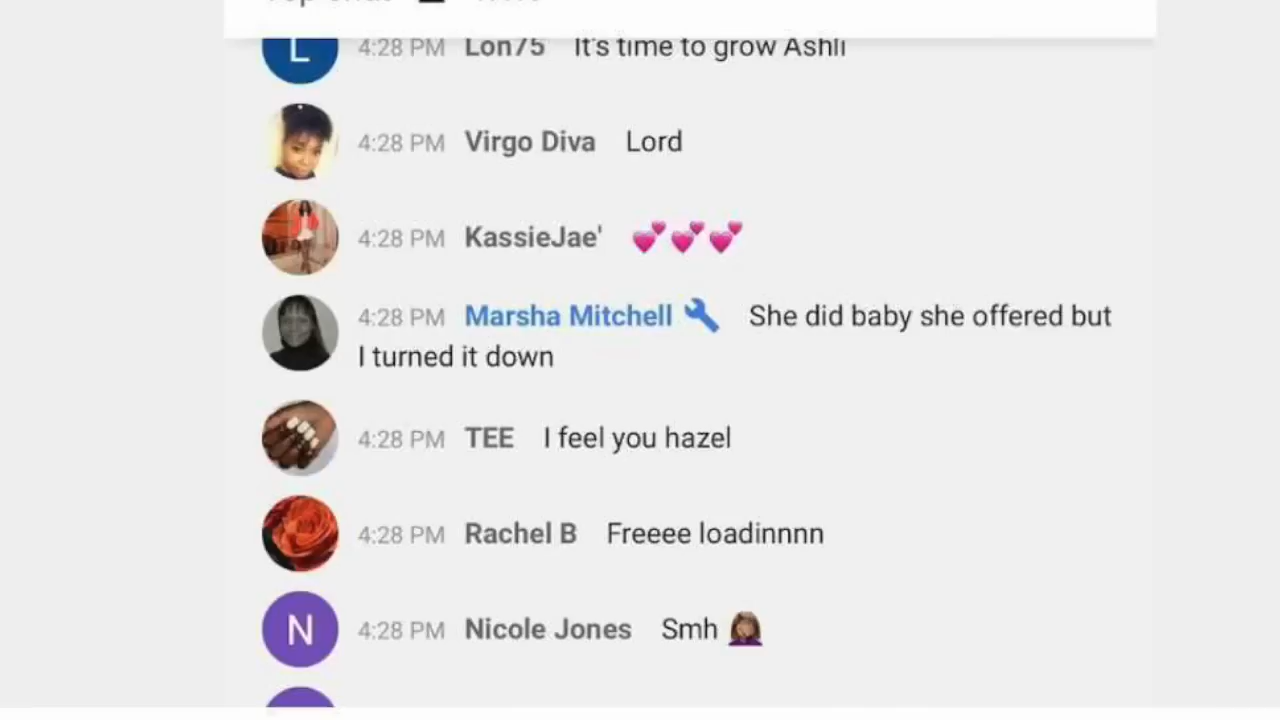 L 4:28 PM Lon75 It's time to grow Ashli
4:28 PM Virgo Diva Lord
4:28 PM KassieJae' 💕💕💕
4:28 PM Marsha Mitchell 🔧 She did baby she offered but
I turned it down
4:28 PM TEE I feel you hazel
4:28 PM Rachel B Freeee loadinnnn
N 4:28 PM Nicole Jones Smh 🤦🏽‍♀️